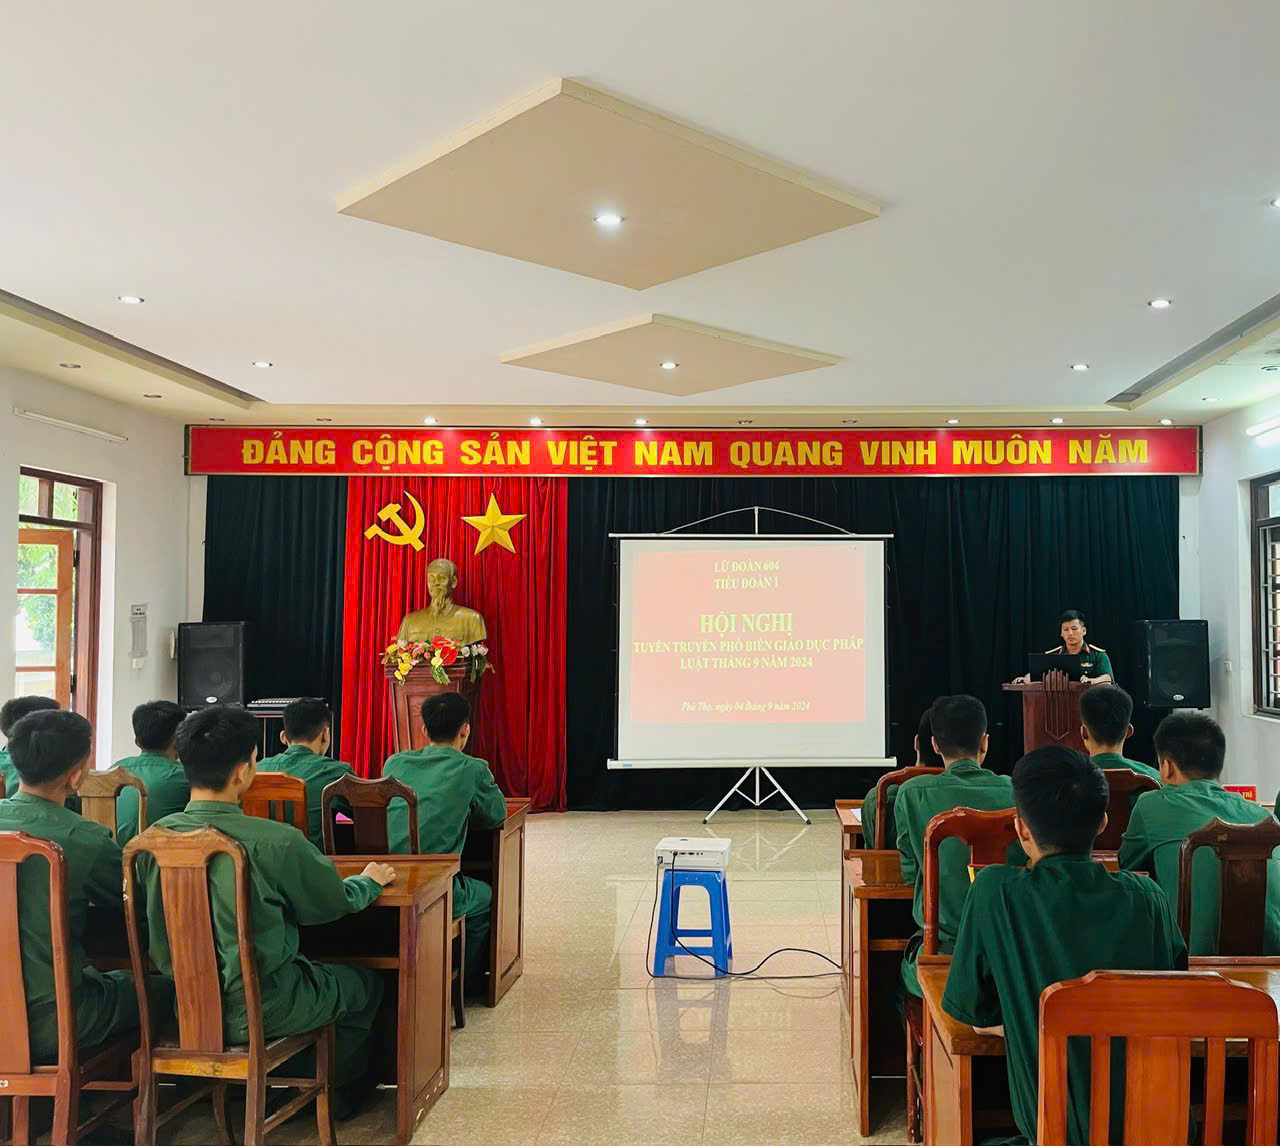 ĐẢNG CỘNG SẢN VIỆT NAM QUANG VINH MUÔN NĂM
LỮ ĐOÀN 604
TIỂU ĐOÀN 1
HỘI NGHỊ
TUYÊN TRUYỀN PHỔ BIẾN GIÁO DỤC PHÁP
LUẬT THÁNG 9 NĂM 2024
Phú Thọ, ngày 04 tháng 9 năm 2024